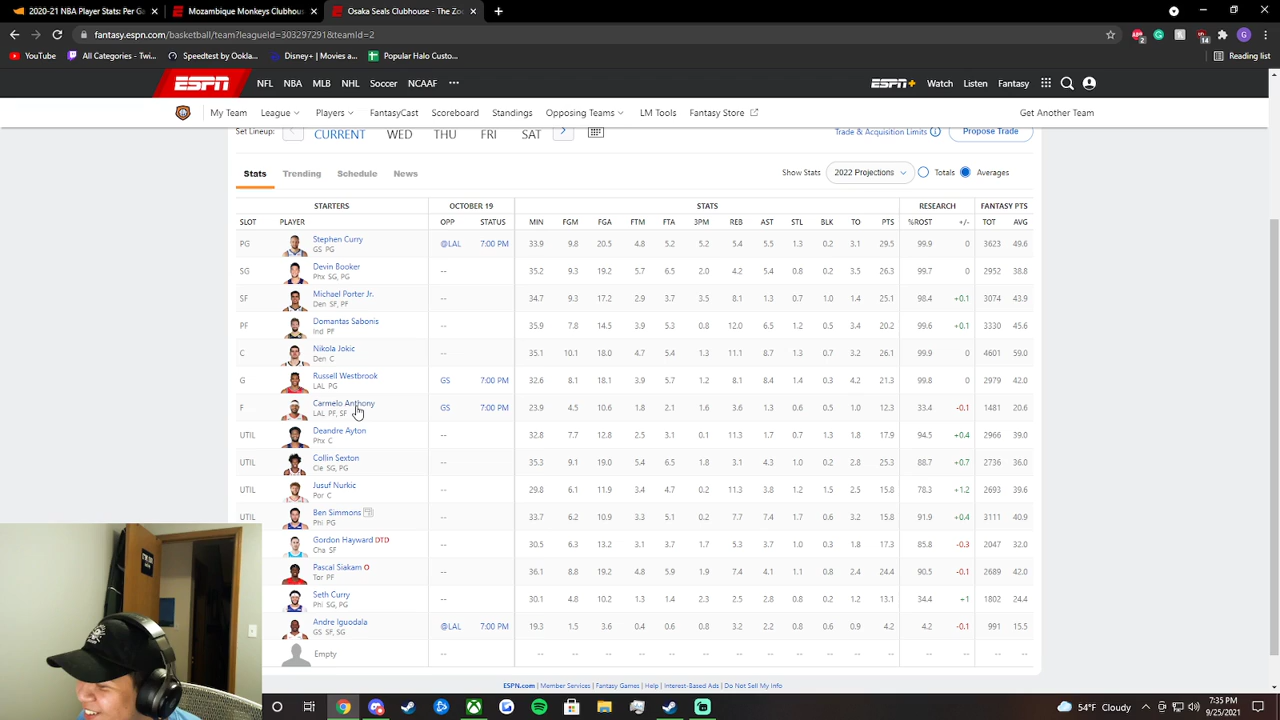 2020-21 NBA Player Stats: Per G
Mozambique Monkeys Clubhouse
Osaka Seals Clubhouse - The Zoo
fantasy.espn.com/basketball/team?leagueId=30329729&teamId=2
YouTube All Categories - Twi... Speedtest by Ookla... Disney+ | Movies a... Popular Halo Custo... Reading list
ESPN NFL NBA MLB NHL Soccer NCAAF ESPN+ Watch Listen Fantasy
My Team League Players FantasyCast Scoreboard Standings Opposing Teams LM Tools Fantasy Store Get Another Team
Set Lineup: CURRENT WED THU FRI SAT Trade & Acquisition Limits Propose Trade
Stats Trending Schedule News Show Stats 2022 Projections Totals Averages
STARTERS OCTOBER 19 STATS RESEARCH FANTASY PTS
SLOT PLAYER OPP STATUS MIN FGM FGA FTM FTA 3PM REB AST STL BLK TO PTS %ROST +/- TOT AVG
PG Stephen Curry @LAL 7:00 PM 33.9 9.8 20.5 4.8 5.2 5.2 5.4 5.5 1.3 0.2 3.1 29.5 99.9 0 3623 49.6
GS PG
SG Devin Booker -- 35.2 9.3 19.2 5.7 6.5 2.0 4.2 5.4 0.8 0.2 3.5 26.3 99.7 0 2952 38.8
Phx SG, PG
SF Michael Porter Jr. -- 34.7 9.3 17.2 2.9 3.7 3.5 8.1 1.3 0.7 1.0 1.4 25.1 98.4 +0.1 3074 43.9
Den SF, PF
PF Domantas Sabonis -- 35.9 7.8 14.5 3.9 5.3 0.8 12.0 6.5 1.2 0.5 3.4 20.2 99.6 +0.1 3330 45.6
Ind PF
C Nikola Jokic -- 35.1 10.1 18.0 4.7 5.4 1.3 11.1 8.7 1.3 0.7 3.2 26.1 99.9 0 4601 59.0
Den C
G Russell Westbrook GS 7:00 PM 32.6 8.1 18.1 3.9 5.7 1.2 8.1 8.4 1.4 0.3 4.2 21.3 99.8 0 2979 42.0
LAL PG
F Carmelo Anthony GS 7:00 PM 23.9 4.5 10.6 1.8 2.1 1.6 3.6 1.3 0.6 0.5 1.0 12.3 33.4 -0.1 1481 20.6
LAL PF, SF
UTIL Deandre Ayton -- 32.8 7.7 12.8 2.5 3.1 0.1 11.3 1.7 0.7 1.3 1.8 17.9 94.5 +0.4 2966 39.0
Phx C
UTIL Collin Sexton -- 35.3 9.1 19.0 5.4 6.5 1.8 3.1 4.3 1.0 0.2 2.8 25.3 88.7 +0.7 2736 36.0
Cle SG, PG
UTIL Jusuf Nurkic -- 29.8 6.1 11.9 3.4 4.7 0.2 11.3 3.8 1.2 1.5 2.5 15.8 78.3 +1.2 2693 39.6
Por C
UTIL Ben Simmons -- 33.7 6.2 10.9 3.3 5.1 0.2 7.7 7.4 1.7 0.6 3.2 15.8 91.9 +0.4 3111 40.9
Phi PG
Gordon Hayward DTD -- 30.5 6.3 13.2 3.1 3.7 1.7 5.3 3.7 1.0 0.3 1.8 17.3 85.8 -0.3 2047 32.0
Cha SF
Pascal Siakam O -- 36.1 8.8 19.2 4.8 5.9 1.9 7.4 4.1 1.1 0.8 2.4 24.4 90.5 -0.1 2689 42.0
Tor PF
Seth Curry -- 30.1 4.8 10.2 1.3 1.4 2.3 2.5 2.8 0.8 0.2 1.2 13.1 34.4 +1 1802 24.4
Phi SG, PG
Andre Iguodala @LAL 7:00 PM 19.3 1.5 3.6 0.4 0.6 0.8 3.2 2.2 0.8 0.6 0.9 4.2 4.2 -0.1 991 15.5
GS SF, SG
Empty -- -- -- -- -- -- -- -- -- -- -- -- -- -- -- -- --
ESPN.com | Member Services | Fantasy Games | Help | Interest-Based Ads | Do Not Sell My Info
54°F Cloudy 7:35 PM
9/25/2021